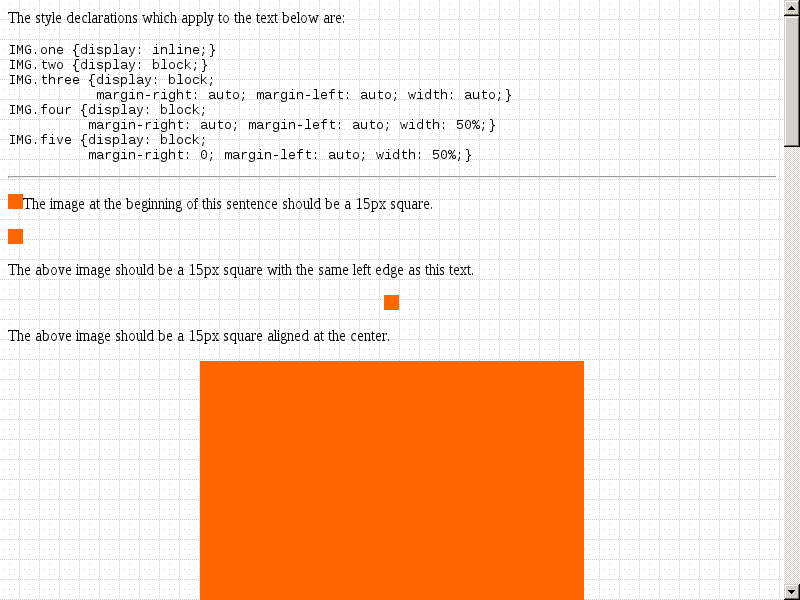 The style declarations which apply to the text below are:
IMG.one {display: inline;}
IMG.two {display: block;}
IMG.three {display: block;
margin-right: auto; margin-left: auto; width: auto;}
IMG.four {display: block;
margin-right: auto; margin-left: auto; width: 50%;}
IMG.five {display: block;
margin-right: 0; margin-left: auto; width: 50%;}
The image at the beginning of this sentence should be a 15px square.
The above image should be a 15px square with the same left edge as this text.
The above image should be a 15px square aligned at the center.